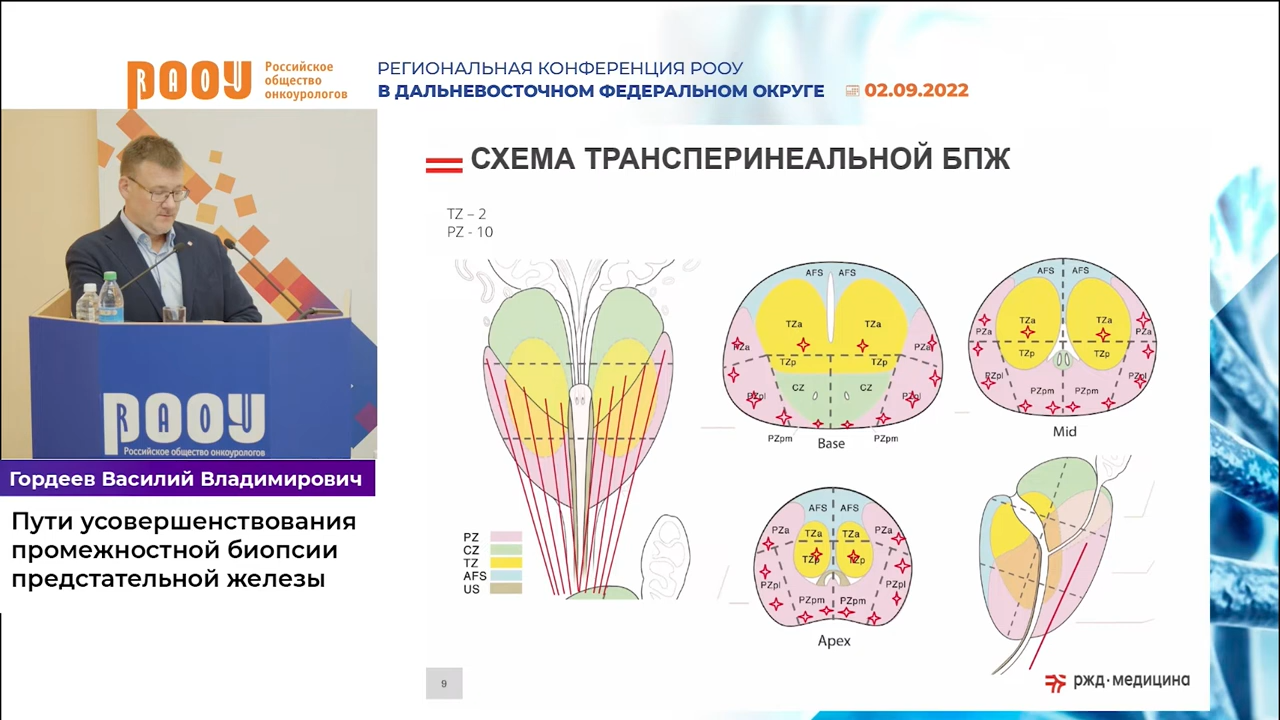 РООУ
RAOU
Российское
общество
онкоурологов
РЕГИОНАЛЬНАЯ КОНФЕРЕНЦИЯ РООУ
В ДАЛЬНЕВОСТОЧНОМ ФЕДЕРАЛЬНОМ ОКРУГЕ
02.09.2022
РООУ
RAOU
Российское общество онкоурологов
Гордеев Василий Владимирович
Пути усовершенствования
промежностной биопсии
предстательной железы
СХЕМА ТРАНСПЕРИНЕАЛЬНОЙ БПЖ
TZ – 2
PZ - 10
PZ
CZ
TZ
AFS
US
AFS AFS
TZa TZa
PZa PZa
TZp TZp
CZ CZ
PZpl PZpl
PZpm PZpm
Base
AFS AFS
TZa TZa
PZa PZa
TZp TZp
PZpl PZpl
PZpm PZpm
Mid
AFS AFS
PZa TZa TZa PZa
TZp TZp
PZpl PZpl
PZpm PZpm
Apex
9
ржд·медицина